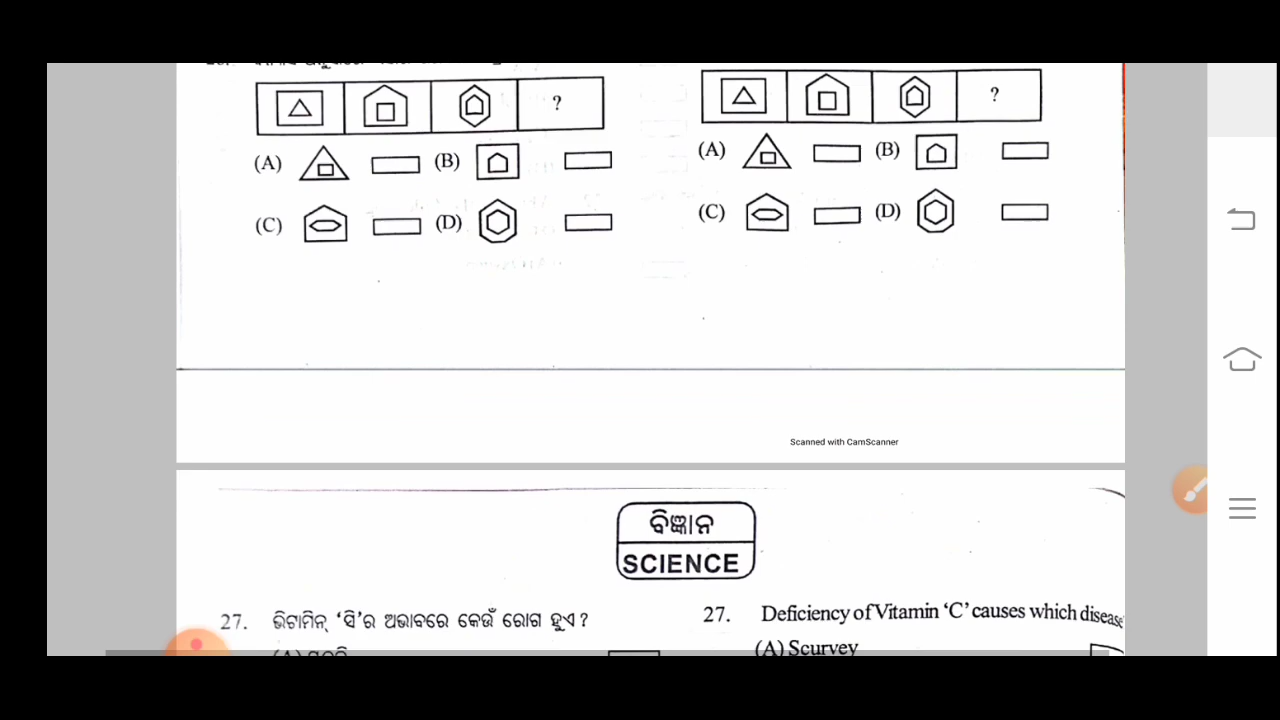 ?
?
(A) (B)
(A) (B)
(C) (D)
(C) (D)
Scanned with CamScanner
ବିଜ୍ଞାନ
SCIENCE
27. ଭିଟାମିନ୍ ‘ସି’ର ଅଭାବରେ କେଉଁ ରୋଗ ହୁଏ ?
27. Deficiency of Vitamin ‘C’ causes which disease
(A) Scurvey